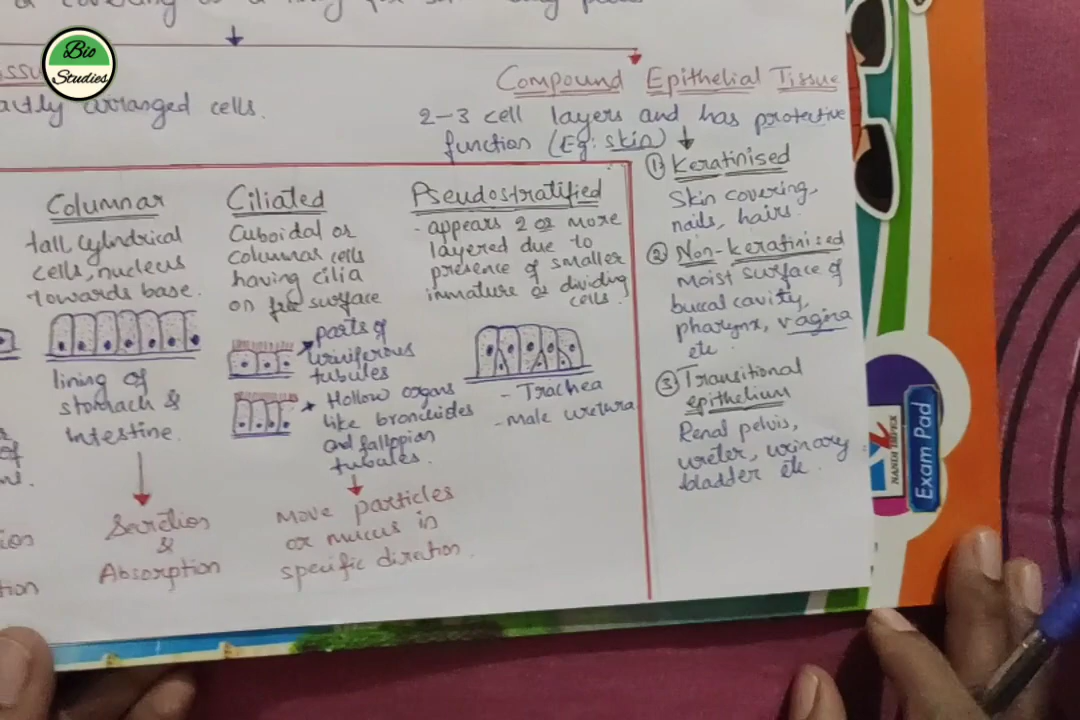 Bio
Studies
arranged cells.
Compound Epithelial Tissue
2-3 cell layers and has protective
function (Eg: skin)
① Keratinised
Skin covering,
nails, hairs.
② Non-keratinised
Moist surface of
buccal cavity,
pharynx, vagina
etc.
③ Transitional
epithelium
Renal pelvis,
ureter, urinary
bladder etc.
Columnar
tall cylindrical
cells, nucleus
towards base.
lining of
stomach &
Intestine.
Secretion
&
Absorption
Ciliated
Cuboidal or
columnar cells
having cilia
on free surface
parts of
uriniferous
tubules
Hollow organs
like bronchioles
and fallopian
tubules.
Move particles
or mucus in
specific diration.
Pseudostratified
- appears 2 or more
layered due to
presence of smaller
immature or dividing
cells.
- Trachea
- Male urethra
NANDI IMPEX
Exam Pad